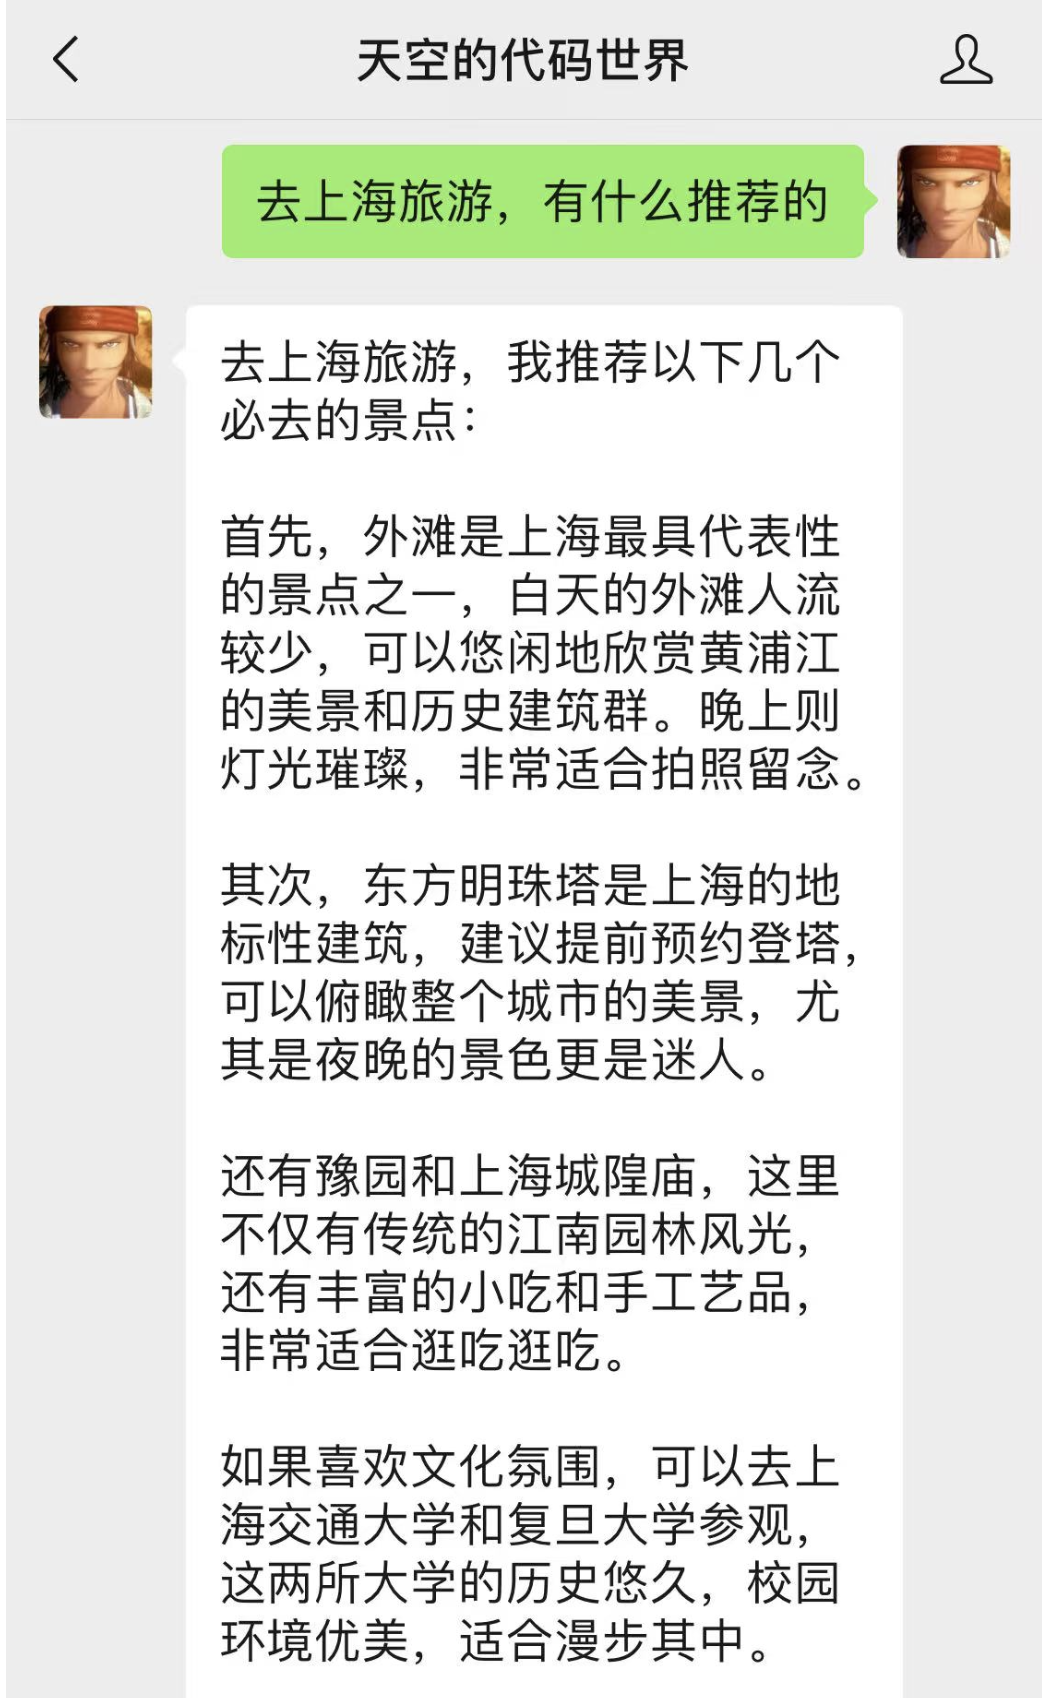 天空的代码世界
去上海旅游，有什么推荐的
去上海旅游，我推荐以下几个
必去的景点：
首先，外滩是上海最具代表性
的景点之一，白天的外滩人流
较少，可以悠闲地欣赏黄浦江
的美景和历史建筑群。晚上则
灯光璀璨，非常适合拍照留念。
其次，东方明珠塔是上海的地
标性建筑，建议提前预约登塔，
可以俯瞰整个城市的美景，尤
其是夜晚的景色更是迷人。
还有豫园和上海城隍庙，这里
不仅有传统的江南园林风光，
还有丰富的小吃和手工艺品，
非常适合逛吃逛吃。
如果喜欢文化氛围，可以去上
海交通大学和复旦大学参观，
这两所大学的历史悠久，校园
环境优美，适合漫步其中。